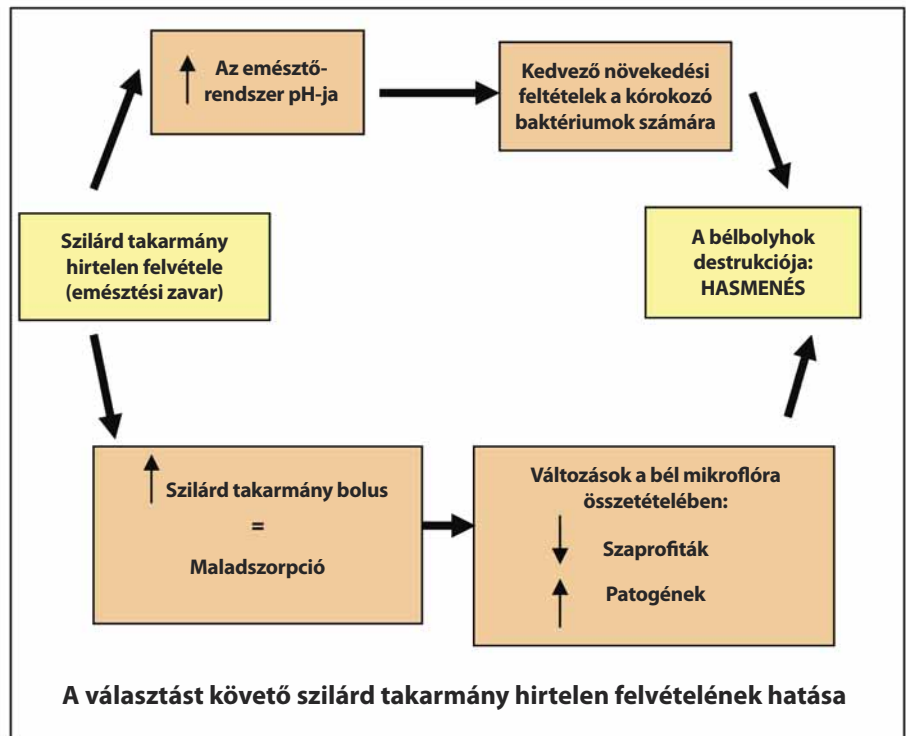 Az emésztő-
rendszer pH-ja
Kedvező növekedési
feltételek a kórokozó
baktériumok számára
Szilárd takarmány
hirtelen felvétele
(emésztési zavar)
A bélbolyhok
destrukciója:
HASMENÉS
Szilárd takarmány bolus
=
Maladszorpció
Változások a bél mikroflóra
összetételében:
Szaprofiták
Patogének
A választást követő szilárd takarmány hirtelen felvételének hatása